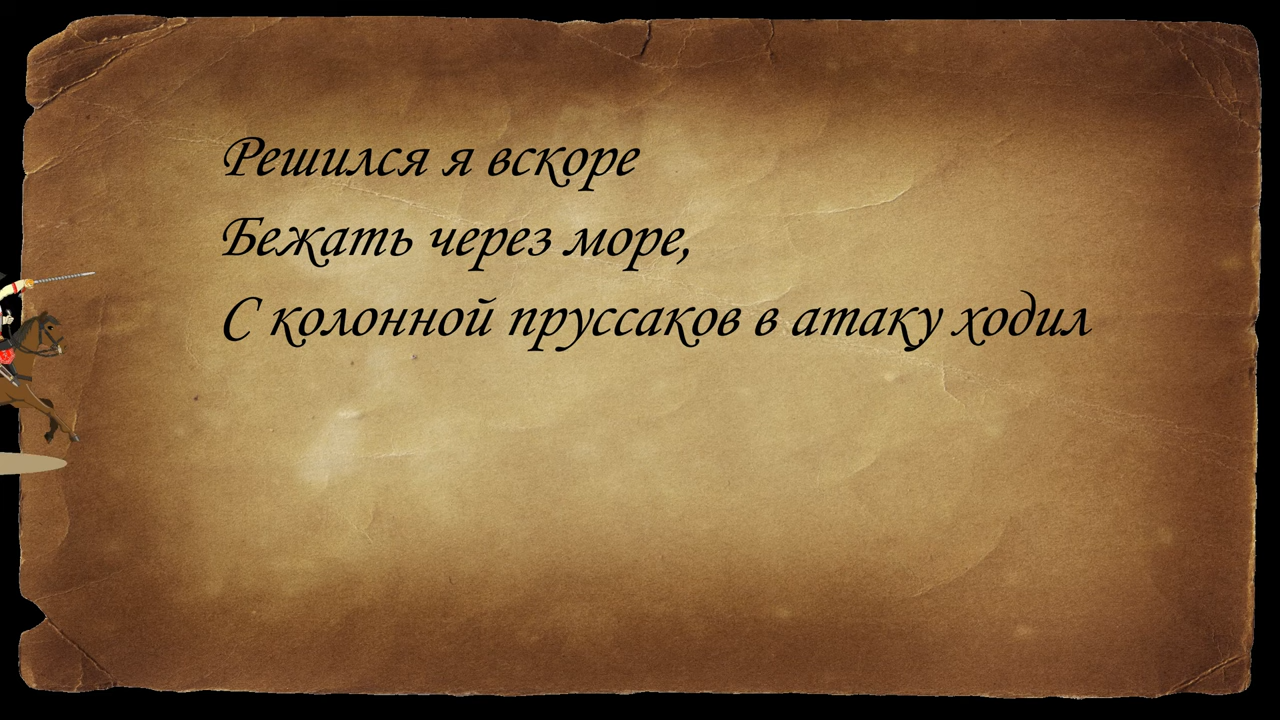 Решился я вскоре
Бежать через море,
С колонной пруссаков в атаку ходил